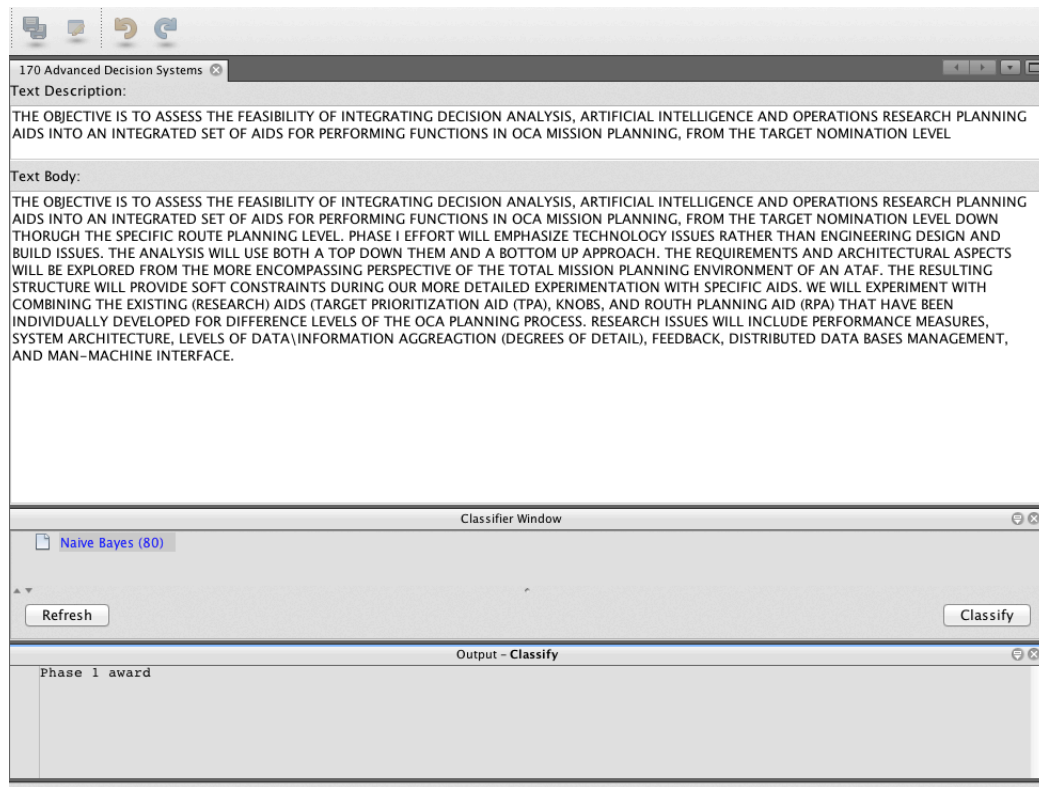 170 Advanced Decision Systems
Text Description:
THE OBJECTIVE IS TO ASSESS THE FEASIBILITY OF INTEGRATING DECISION ANALYSIS, ARTIFICIAL INTELLIGENCE AND OPERATIONS RESEARCH PLANNING
AIDS INTO AN INTEGRATED SET OF AIDS FOR PERFORMING FUNCTIONS IN OCA MISSION PLANNING, FROM THE TARGET NOMINATION LEVEL
Text Body:
THE OBJECTIVE IS TO ASSESS THE FEASIBILITY OF INTEGRATING DECISION ANALYSIS, ARTIFICIAL INTELLIGENCE AND OPERATIONS RESEARCH PLANNING
AIDS INTO AN INTEGRATED SET OF AIDS FOR PERFORMING FUNCTIONS IN OCA MISSION PLANNING, FROM THE TARGET NOMINATION LEVEL DOWN
THORUGH THE SPECIFIC ROUTE PLANNING LEVEL. PHASE I EFFORT WILL EMPHASIZE TECHNOLOGY ISSUES RATHER THAN ENGINEERING DESIGN AND
BUILD ISSUES. THE ANALYSIS WILL USE BOTH A TOP DOWN THEM AND A BOTTOM UP APPROACH. THE REQUIREMENTS AND ARCHITECTURAL ASPECTS
WILL BE EXPLORED FROM THE MORE ENCOMPASSING PERSPECTIVE OF THE TOTAL MISSION PLANNING ENVIRONMENT OF AN ATAF. THE RESULTING
STRUCTURE WILL PROVIDE SOFT CONSTRAINTS DURING OUR MORE DETAILED EXPERIMENTATION WITH SPECIFIC AIDS. WE WILL EXPERIMENT WITH
COMBINING THE EXISTING (RESEARCH) AIDS (TARGET PRIORITIZATION AID (TPA), KNOBS, AND ROUTH PLANNING AID (RPA) THAT HAVE BEEN
INDIVIDUALLY DEVELOPED FOR DIFFERENCE LEVELS OF THE OCA PLANNING PROCESS. RESEARCH ISSUES WILL INCLUDE PERFORMANCE MEASURES,
SYSTEM ARCHITECTURE, LEVELS OF DATA\INFORMATION AGGREAGTION (DEGREES OF DETAIL), FEEDBACK, DISTRIBUTED DATA BASES MANAGEMENT,
AND MAN-MACHINE INTERFACE.
Classifier Window
Naive Bayes (80)
Refresh
Classify
Output - Classify
Phase 1 award